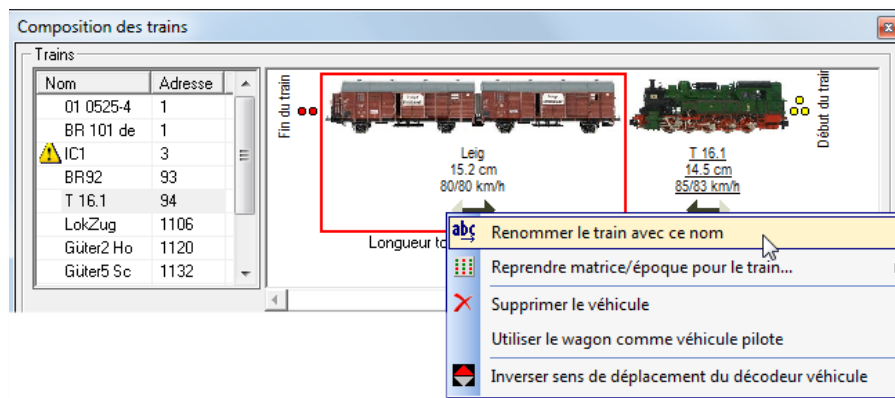 Composition des trains
Trains
Nom Adresse
01 0525-4 1
BR 101 de 1
IC1 3
BR92 93
T 16.1 94
LokZug 1106
Güter2 Ho 1120
Güter5 Sc 1132
Fin du train
Leig
15.2 cm
80/80 km/h
T 16.1
14.5 cm
85/83 km/h
Début du train
Longueur to
abc Renommer le train avec ce nom
Reprendre matrice/époque pour le train...
Supprimer le véhicule
Utiliser le wagon comme véhicule pilote
Inverser sens de déplacement du décodeur véhicule